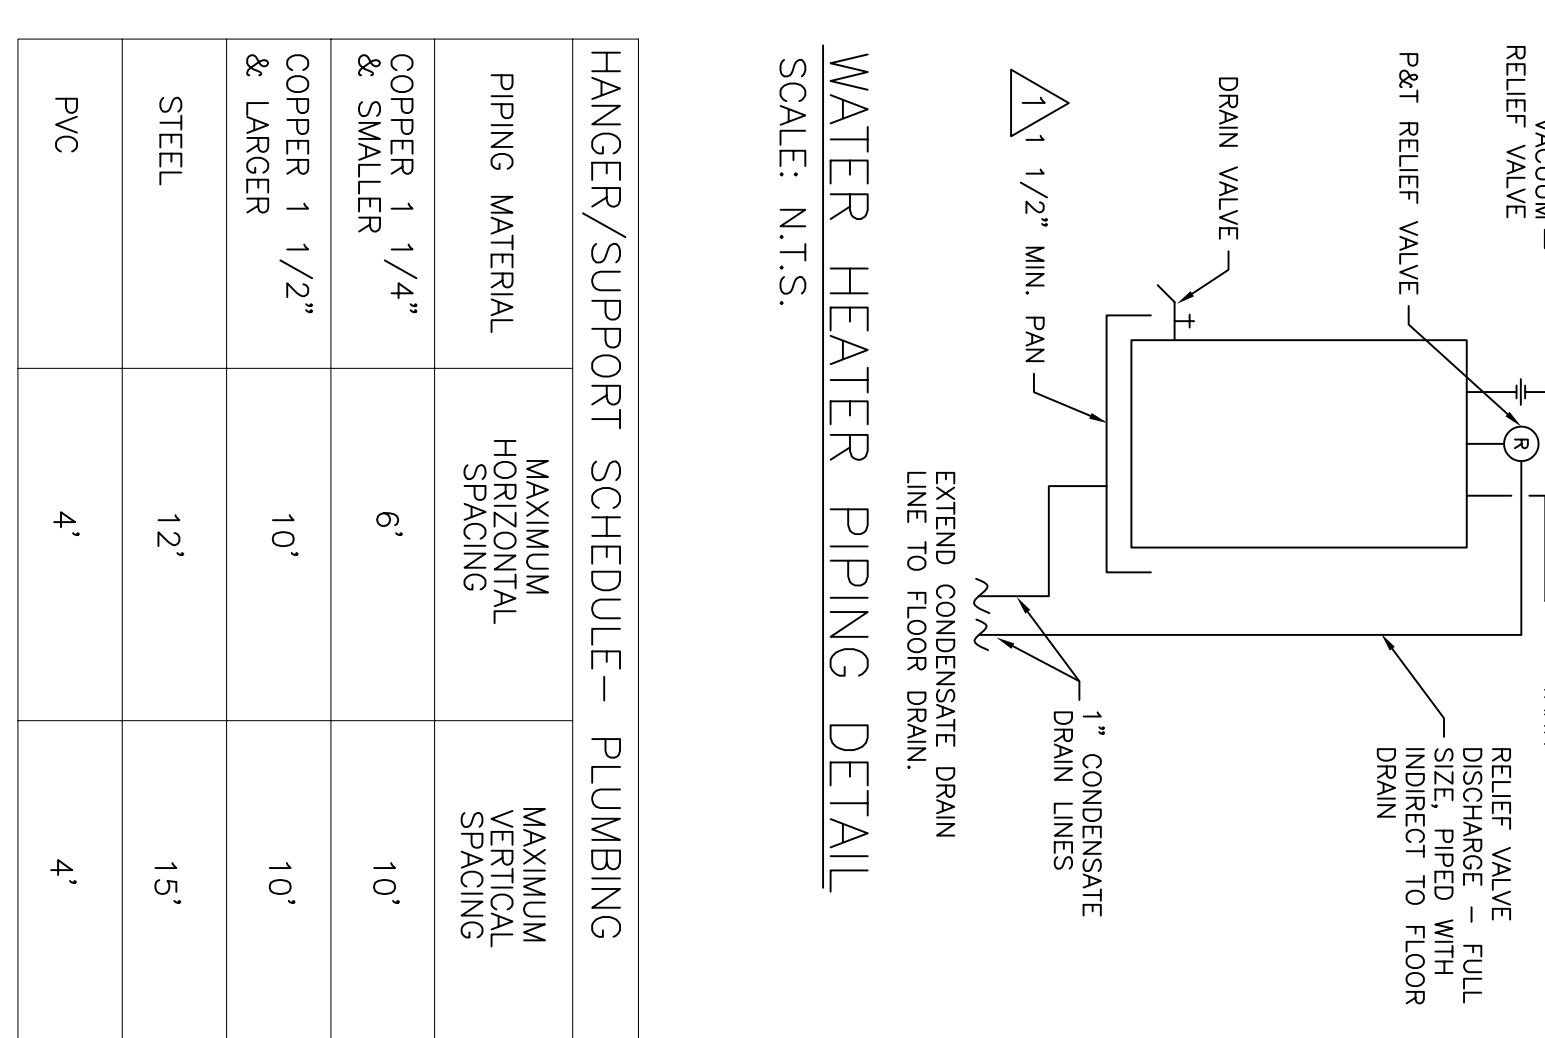 VACUUM
RELIEF VALVE
P&T RELIEF VALVE
DRAIN VALVE
1
1 1/2" MIN. PAN
R
RELIEF VALVE
DISCHARGE – FULL
SIZE, PIPED WITH
INDIRECT TO FLOOR
DRAIN
1" CONDENSATE
DRAIN LINES
EXTEND CONDENSATE DRAIN
LINE TO FLOOR DRAIN.
WATER HEATER PIPING DETAIL
SCALE: N.T.S.
HANGER/SUPPORT SCHEDULE– PLUMBING
PIPING MATERIAL
MAXIMUM
HORIZONTAL
SPACING
MAXIMUM
VERTICAL
SPACING
COPPER 1 1/4"
& SMALLER
6'
10'
COPPER 1 1/2"
& LARGER
10'
10'
STEEL
12'
15'
PVC
4'
4'